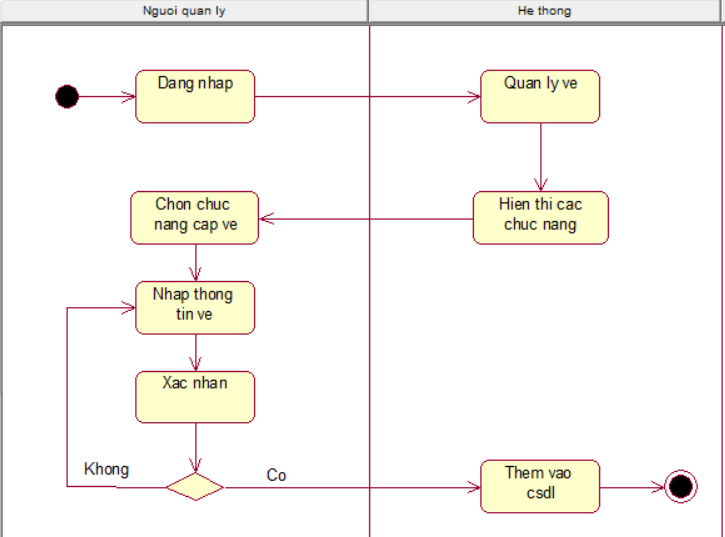 Nguoi quan ly
He thong
Dang nhap
Quan ly ve
Chon chuc
nang cap ve
Hien thi cac
chuc nang
Nhap thong
tin ve
Xac nhan
Khong
Co
Them vao
csdl